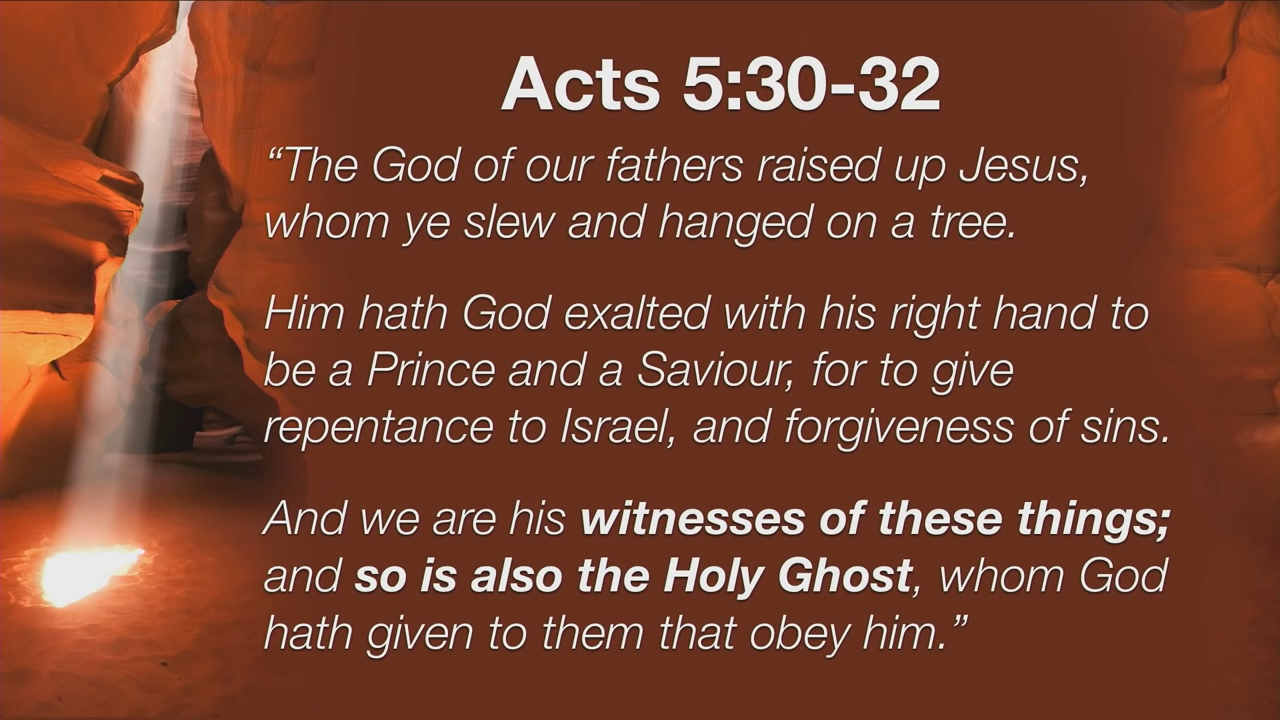 Acts 5:30-32
“The God of our fathers raised up Jesus,
whom ye slew and hanged on a tree.
Him hath God exalted with his right hand to
be a Prince and a Saviour, for to give
repentance to Israel, and forgiveness of sins.
And we are his witnesses of these things;
and so is also the Holy Ghost, whom God
hath given to them that obey him.”